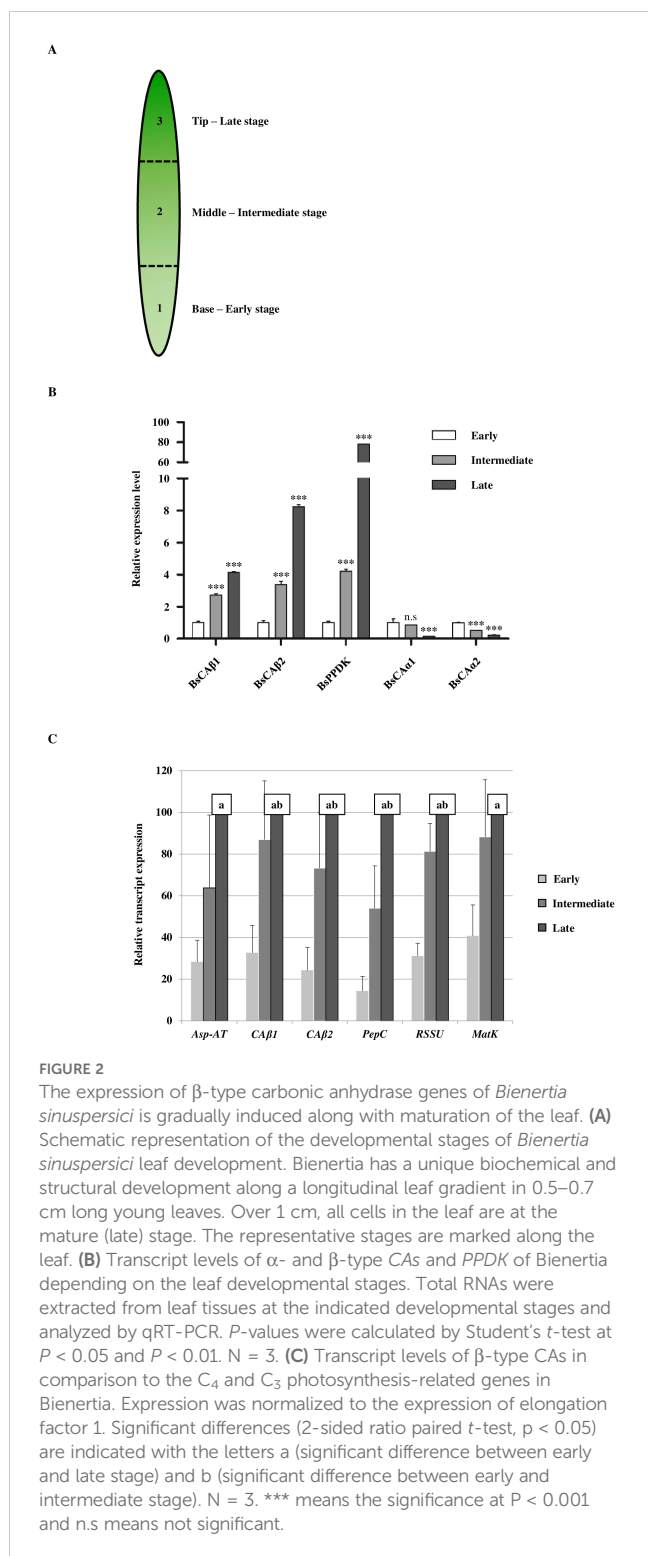 A
3
Tip – Late stage
2
Middle – Intermediate stage
1
Base – Early stage
B
100
80
60
10
8
6
4
2
0
Relative expression level
***
***
***
***
***
***
n.s
***
***
***
Early
Intermediate
Late
BsCAβ1
BsCAβ2
BsPPDK
BsCAα1
BsCAα2
C
120
100
80
60
40
20
0
Relative transcript expression
a
ab
ab
ab
ab
a
Early
Intermediate
Late
Asp-AT
CAβ1
CAβ2
PepC
RSSU
MatK
FIGURE 2
The expression of β-type carbonic anhydrase genes of Bienertia
sinuspersici is gradually induced along with maturation of the leaf. (A)
Schematic representation of the developmental stages of Bienertia
sinuspersici leaf development. Bienertia has a unique biochemical and
structural development along a longitudinal leaf gradient in 0.5–0.7
cm long young leaves. Over 1 cm, all cells in the leaf are at the
mature (late) stage. The representative stages are marked along the
leaf. (B) Transcript levels of α- and β-type CAs and PPDK of Bienertia
depending on the leaf developmental stages. Total RNAs were
extracted from leaf tissues at the indicated developmental stages and
analyzed by qRT-PCR. P-values were calculated by Student's t-test at
P < 0.05 and P < 0.01. N = 3. (C) Transcript levels of β-type CAs in
comparison to the C4 and C3 photosynthesis-related genes in
Bienertia. Expression was normalized to the expression of elongation
factor 1. Significant differences (2-sided ratio paired t-test, p < 0.05)
are indicated with the letters a (significant difference between early
and late stage) and b (significant difference between early and
intermediate stage). N = 3. *** means the significance at P < 0.001
and n.s means not significant.